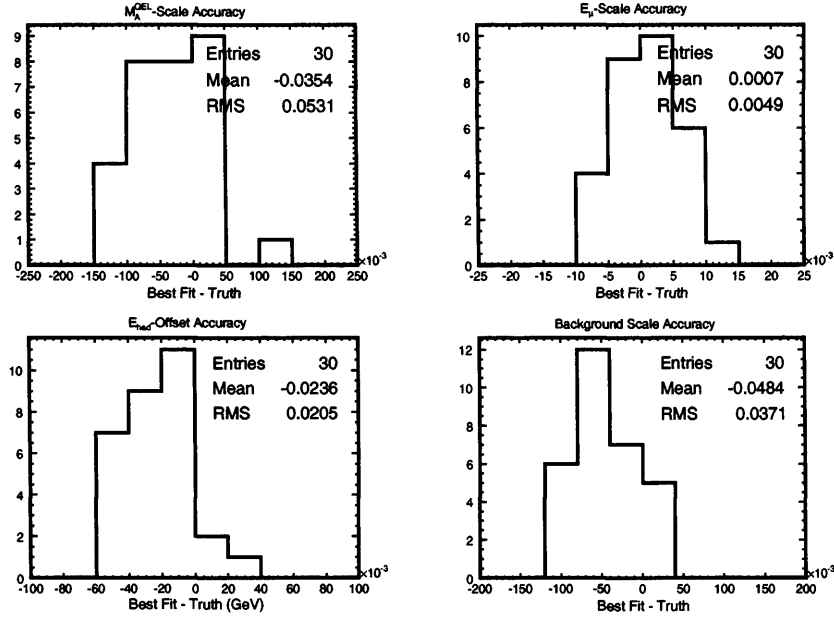 M_A^QEL-Scale Accuracy
Entries 30
Mean -0.0354
RMS 0.0531
9
8
7
6
5
4
3
2
1
0
-250 -200 -150 -100 -50 -0 50 100 150 200 250
×10⁻³
Best Fit - Truth
E_μ-Scale Accuracy
Entries 30
Mean 0.0007
RMS 0.0049
10
8
6
4
2
0
-25 -20 -15 -10 -5 0 5 10 15 20 25
×10⁻³
Best Fit - Truth
E_had-Offset Accuracy
Entries 30
Mean -0.0236
RMS 0.0205
10
8
6
4
2
0
-100 -80 -60 -40 -20 0 20 40 60 80 100
×10⁻³
Best Fit - Truth (GeV)
Background Scale Accuracy
Entries 30
Mean -0.0484
RMS 0.0371
12
10
8
6
4
2
0
-200 -150 -100 -50 -0 50 100 150 200
×10⁻³
Best Fit - Truth